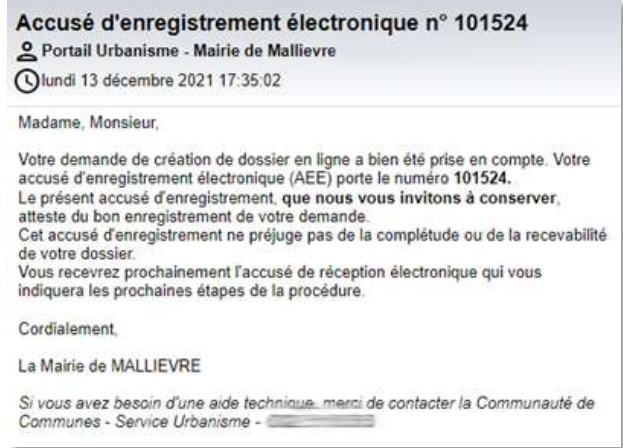 Accusé d'enregistrement électronique n° 101524
Portail Urbanisme - Mairie de Mallievre
lundi 13 décembre 2021 17:35:02
Madame, Monsieur,
Votre demande de création de dossier en ligne a bien été prise en compte. Votre
accusé d'enregistrement électronique (AEE) porte le numéro 101524.
Le présent accusé d'enregistrement, que nous vous invitons à conserver,
atteste du bon enregistrement de votre demande.
Cet accusé d'enregistrement ne préjuge pas de la complétude ou de la recevabilité
de votre dossier.
Vous recevrez prochainement l'accusé de réception électronique qui vous
indiquera les prochaines étapes de la procédure.
Cordialement,
La Mairie de MALLIEVRE
Si vous avez besoin d'une aide technique, merci de contacter la Communauté de
Communes - Service Urbanisme -